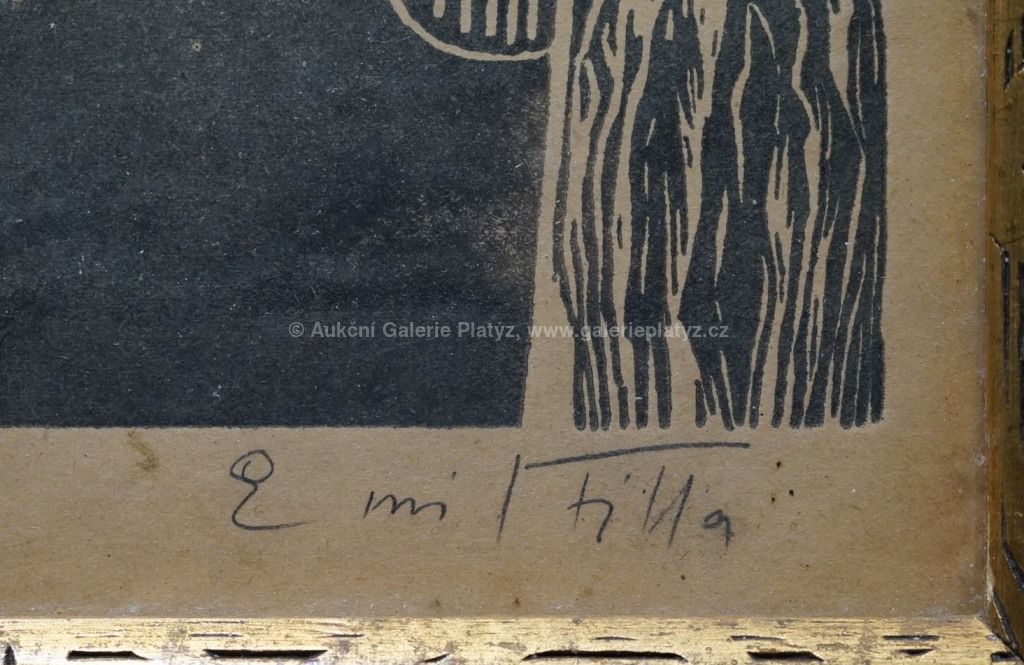 © Aukční Galerie Platýz, www.galerieplatyz.cz
Emil Filla